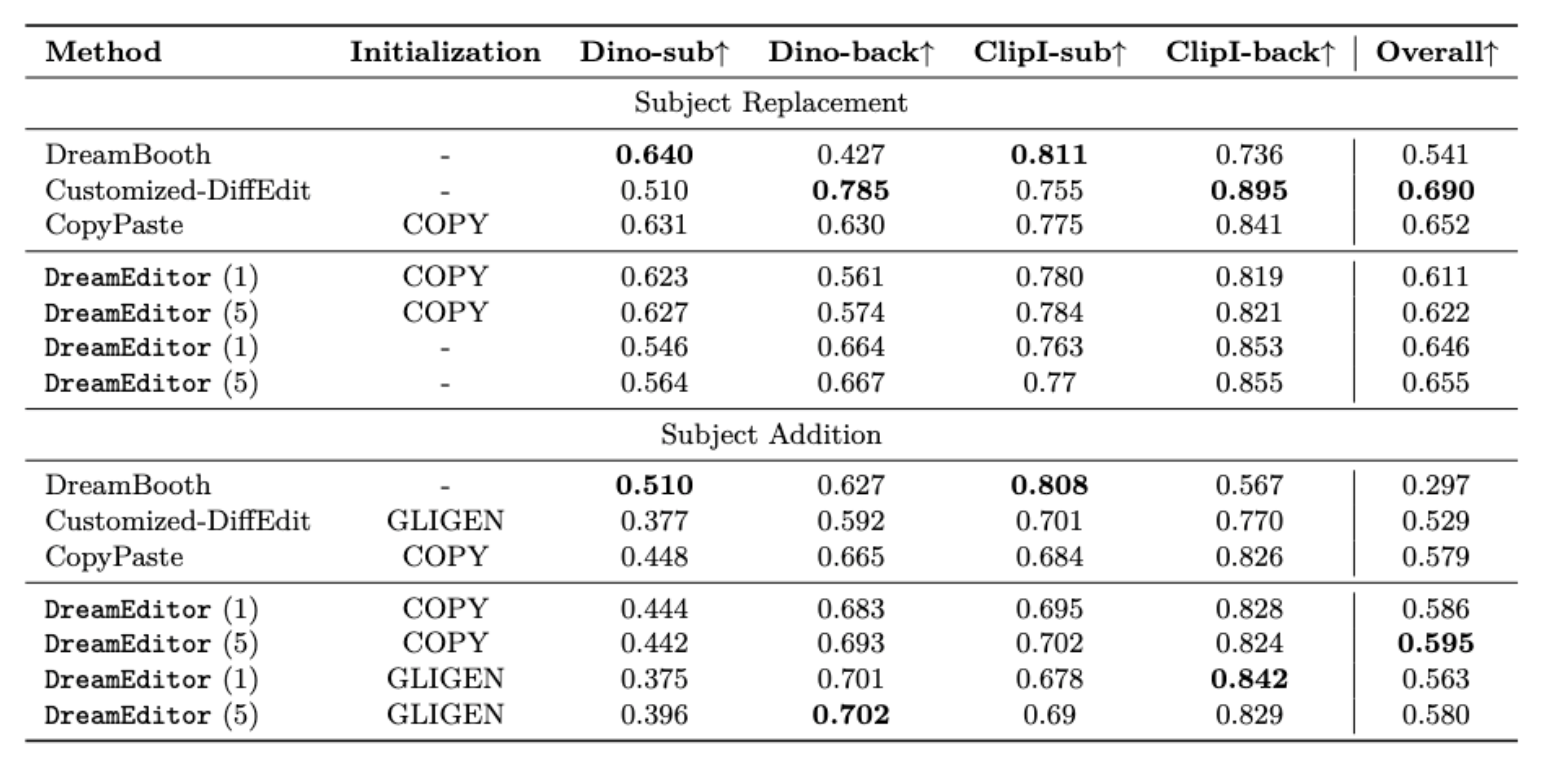 Method Initialization Dino-sub↑ Dino-back↑ ClipI-sub↑ ClipI-back↑ Overall↑
Subject Replacement
DreamBooth - 0.640 0.427 0.811 0.736 0.541
Customized-DiffEdit - 0.510 0.785 0.755 0.895 0.690
CopyPaste COPY 0.631 0.630 0.775 0.841 0.652
DreamEditor (1) COPY 0.623 0.561 0.780 0.819 0.611
DreamEditor (5) COPY 0.627 0.574 0.784 0.821 0.622
DreamEditor (1) - 0.546 0.664 0.763 0.853 0.646
DreamEditor (5) - 0.564 0.667 0.77 0.855 0.655
Subject Addition
DreamBooth - 0.510 0.627 0.808 0.567 0.297
Customized-DiffEdit GLIGEN 0.377 0.592 0.701 0.770 0.529
CopyPaste COPY 0.448 0.665 0.684 0.826 0.579
DreamEditor (1) COPY 0.444 0.683 0.695 0.828 0.586
DreamEditor (5) COPY 0.442 0.693 0.702 0.824 0.595
DreamEditor (1) GLIGEN 0.375 0.701 0.678 0.842 0.563
DreamEditor (5) GLIGEN 0.396 0.702 0.69 0.829 0.580